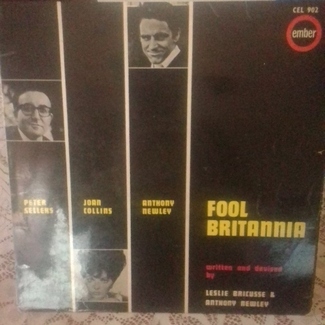 CEL 902
ember
PETER
SELLERS
JOAN
COLLINS
ANTHONY
NEWLEY
FOOL
BRITANNIA
written and devised
by
LESLIE BRICUSSE &
ANTHONY NEWLEY